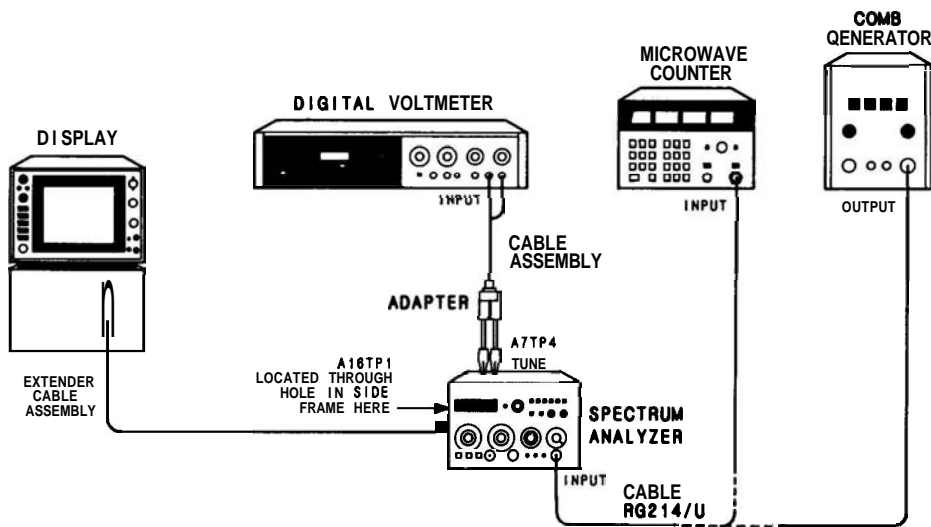 COMB
QENERATOR
MICROWAVE
COUNTER
DIGITAL VOLTMETER
DISPLAY
INPUT
INPUT
OUTPUT
CABLE
ASSEMBLY
ADAPTER
A7TP4
TUNE
A16TP1
LOCATED THROUGH
HOLE IN SIDE
FRAME HERE
EXTENDER
CABLE
ASSEMBLY
SPECTRUM
ANALYZER
INPUT
CABLE
RG214/U